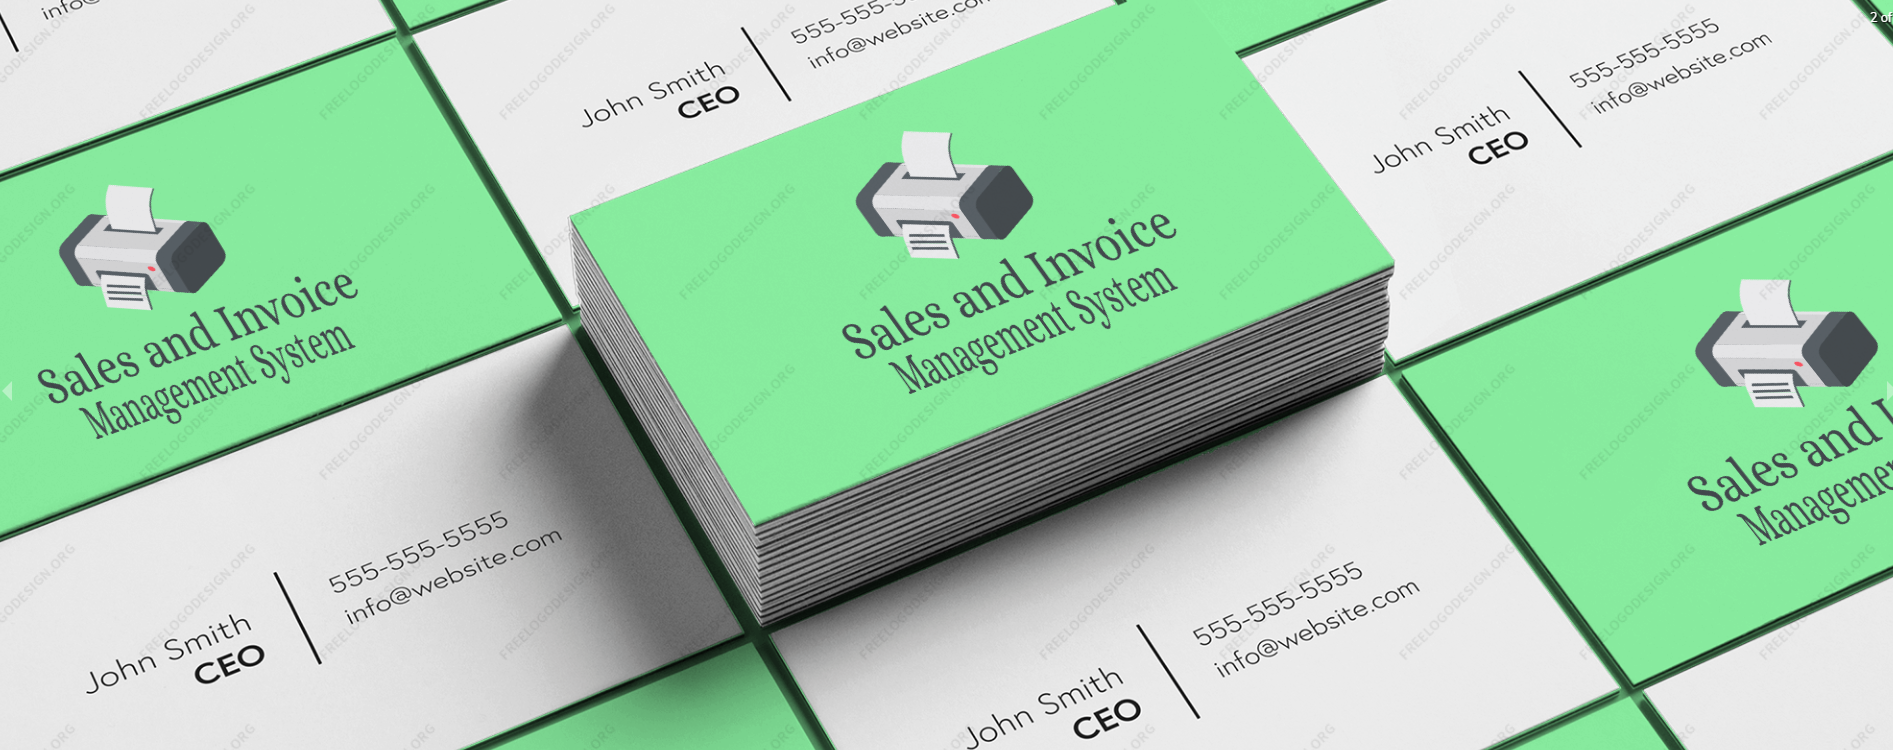 info@
555-555-5555
info@website.com
John Smith
CEO
2 of
555-555-5555
info@website.com
John Smith
CEO
Sales and Invoice
Management System
Sales and Invoice
Management System
Sales and I
Manageme
555-555-5555
info@website.com
John Smith
CEO
555-555-5555
info@website.com
John Smith
CEO
FREELOGODESIGN.ORG